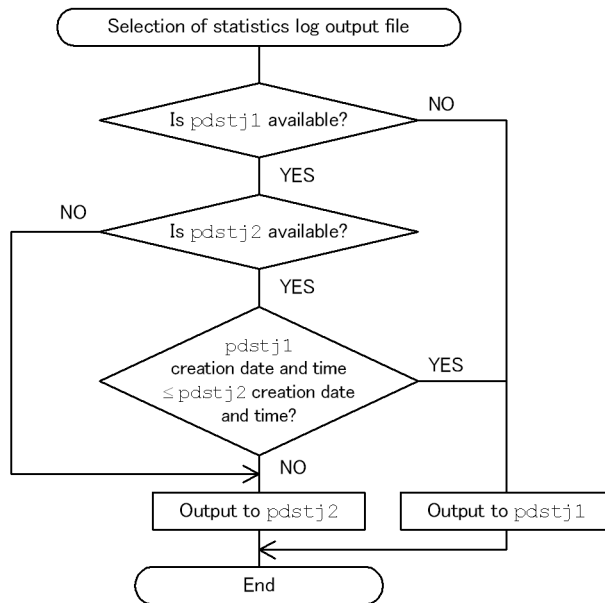 Selection of statistics log output file
NO
Is pdstj1 available?
YES
NO
Is pdstj2 available?
YES
pdstj1
creation date and time
≤ pdstj2 creation date
and time?
YES
NO
Output to pdstj2
Output to pdstj1
End